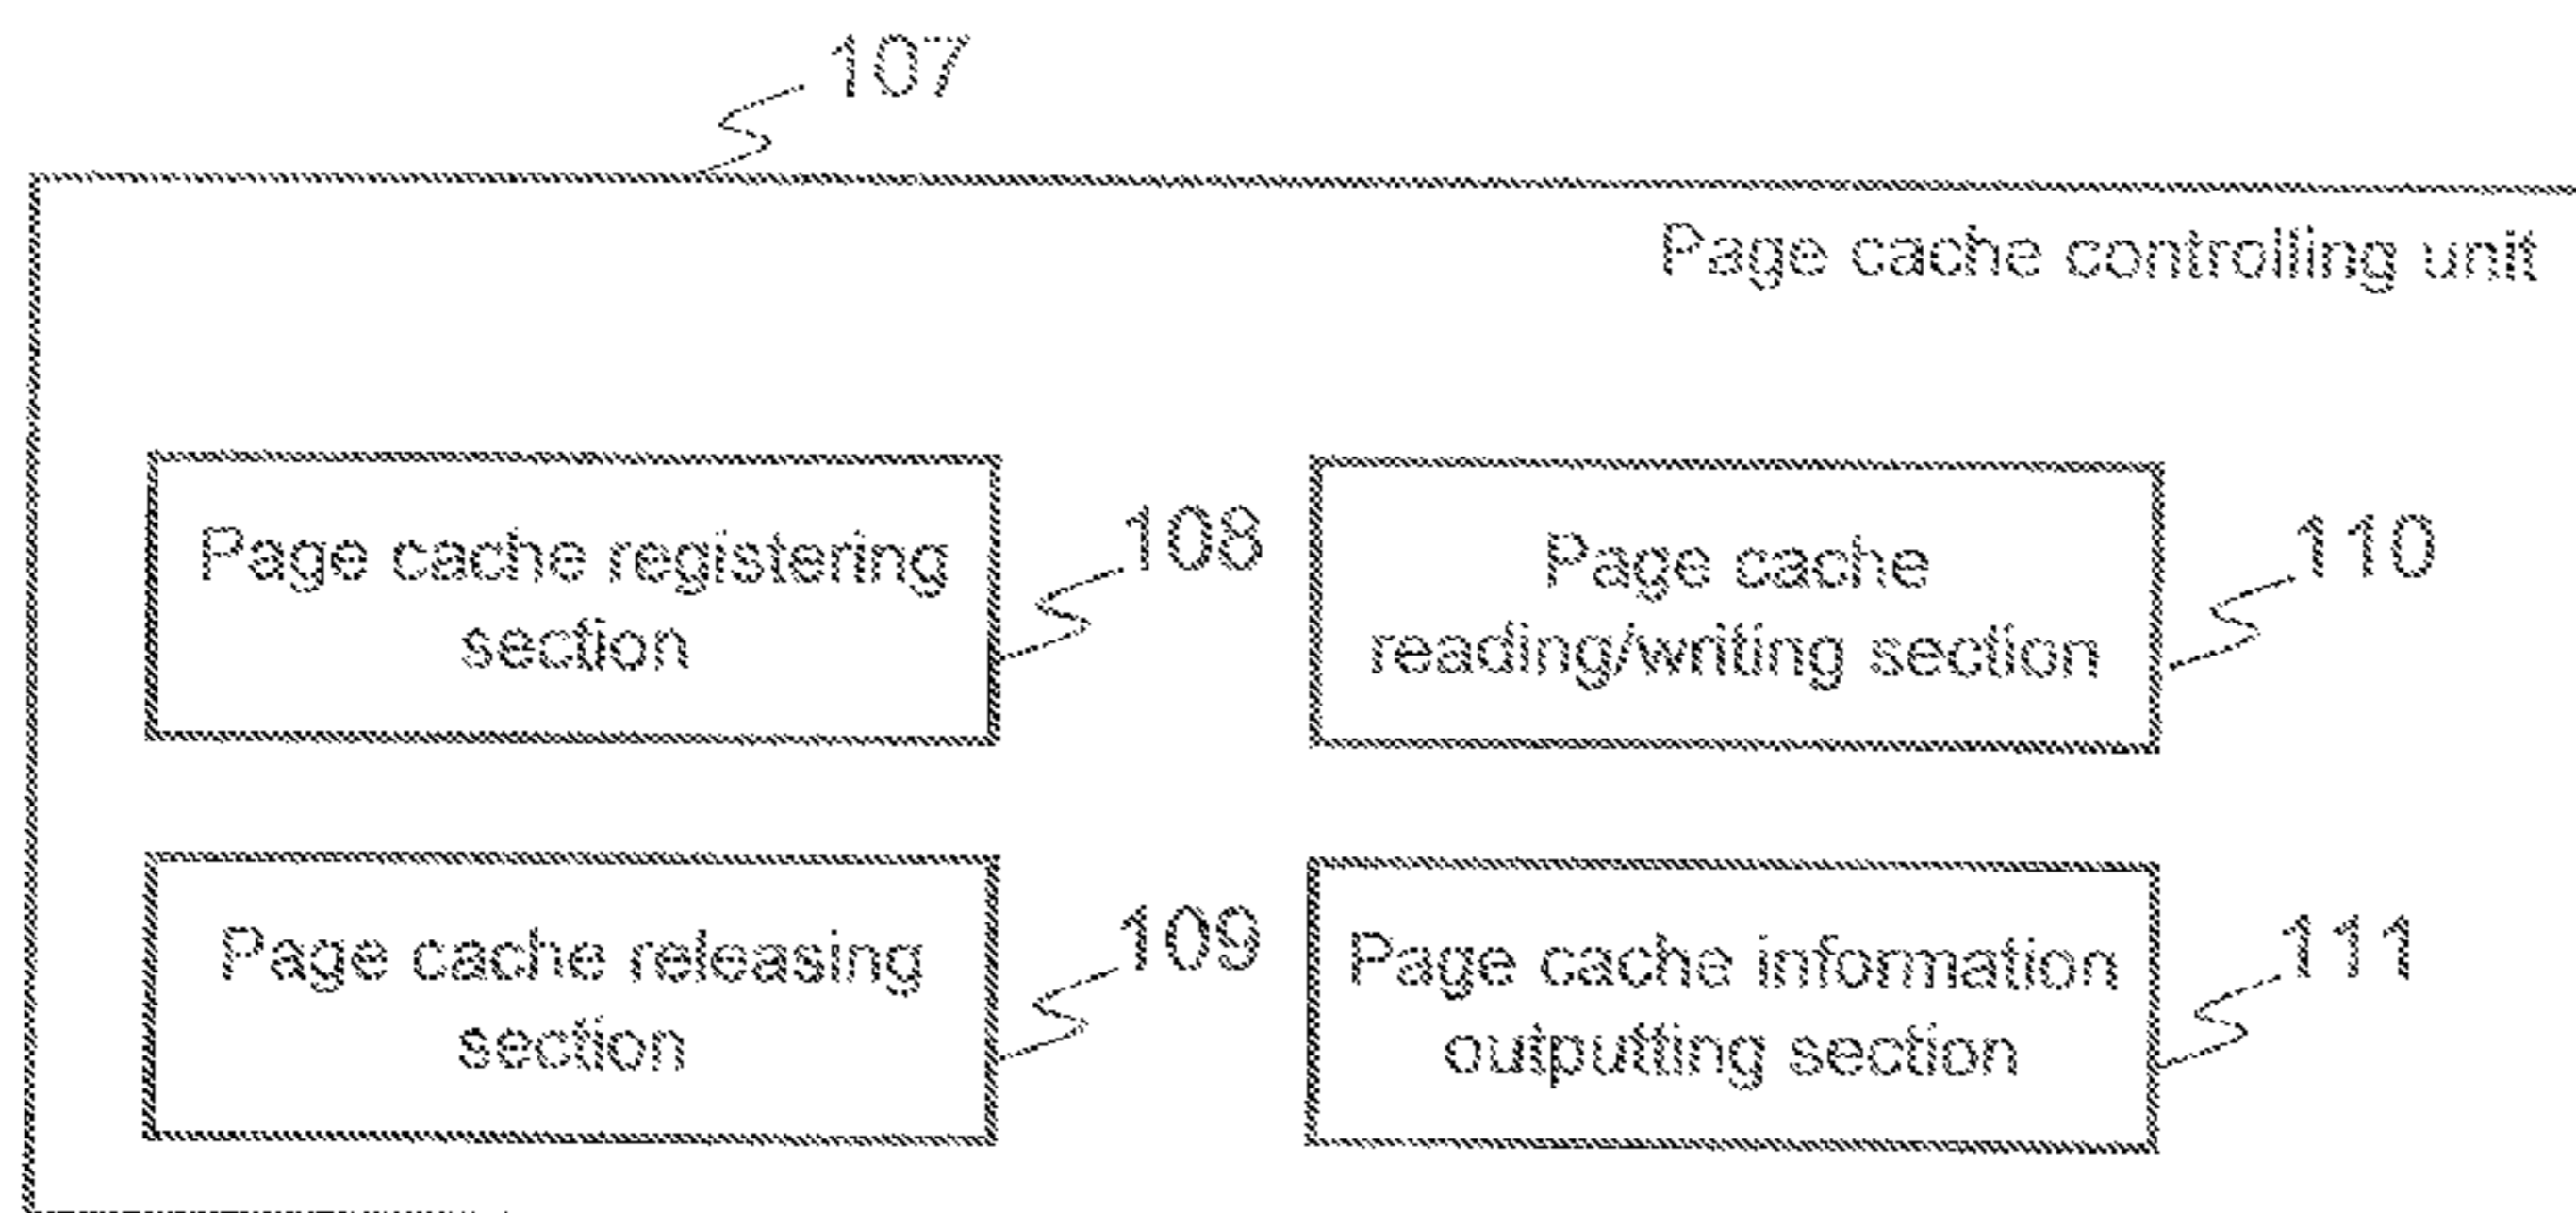 107
Page cache controlling unit
Page cache registering
section
108
Page cache
reading/writing section
110
Page cache releasing
section
109
Page cache information
outputting section
111